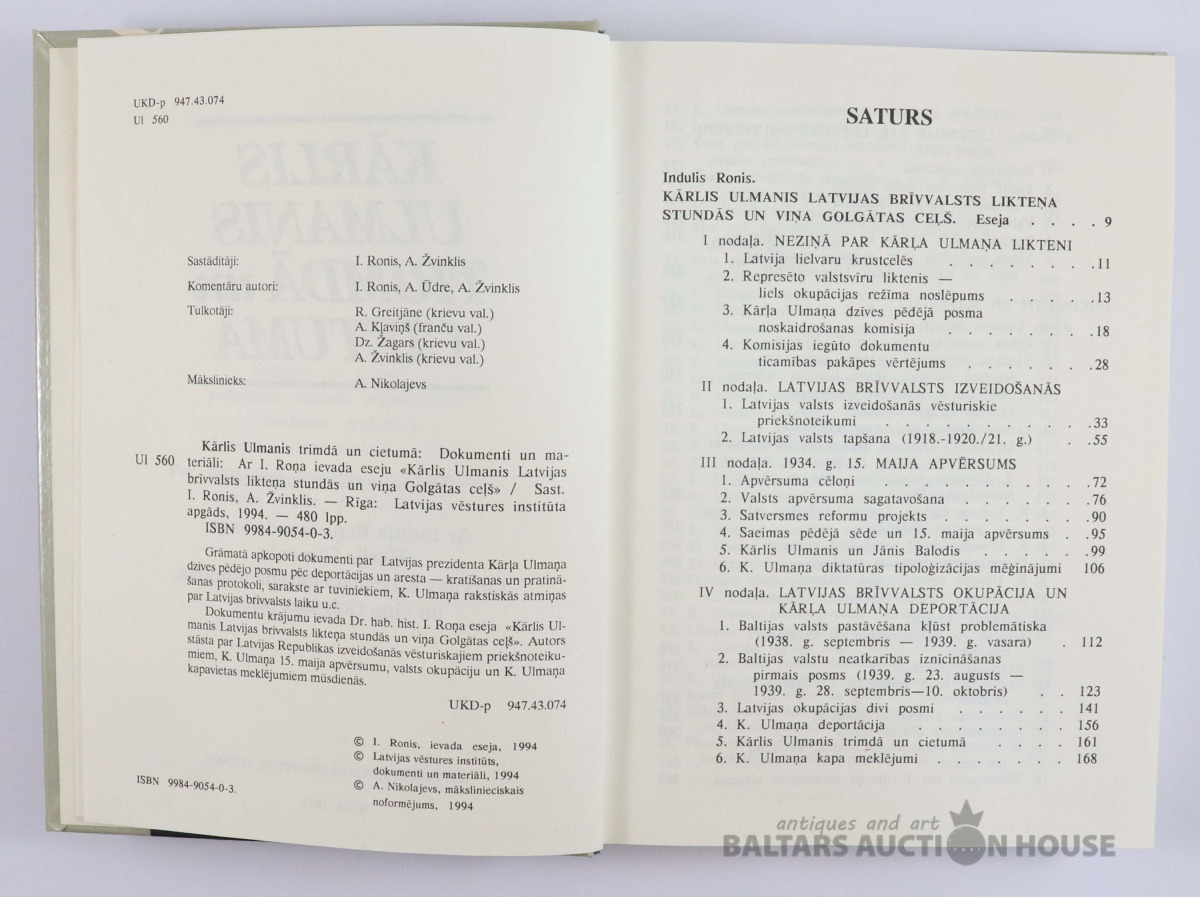 UKD-p 947.43.074
Ul 560
Sastādītāji: I. Ronis, A. Žvinklis
Komentāru autori: I. Ronis, A. Ūdre, A. Žvinklis
Tulkotāji: R. Greitjāne (krievu val.)
A. Kļaviņš (franču val.)
Dz. Žagars (krievu val.)
A. Žvinklis (krievu val.)
Mākslinieks: A. Nikolajevs
Kārlis Ulmanis trimdā un cietumā: Dokumenti un ma-
Ul 560 teriāli: Ar I. Roņa ievada eseju «Kārlis Ulmanis Latvijas
brīvvalsts likteņa stundās un viņa Golgātas ceļš» / Sast.
I. Ronis, A. Žvinklis. — Rīga: Latvijas vēstures institūta
apgāds, 1994. — 480 lpp.
ISBN 9984-9054-0-3.
Grāmatā apkopoti dokumenti par Latvijas prezidenta Kārļa Ulmaņa
dzīves pēdējo posmu pēc deportācijas un aresta — kratīšanas un pratinā-
šanas protokoli, sarakste ar tuviniekiem, K. Ulmaņa rakstiskās atmiņas
par Latvijas brīvvalsts laiku u.c.
Dokumentu krājumu ievada Dr. hab. hist. I. Roņa eseja «Kārlis Ul-
manis Latvijas brīvvalsts likteņa stundās un viņa Golgātas ceļš». Autors
stāsta par Latvijas Republikas izveidošanās vēsturiskajiem priekšnoteiku-
miem, K. Ulmaņa 15. maija apvērsumu, valsts okupāciju un K. Ulmaņa
kapavietas meklējumiem mūsdienās.
UKD-p 947.43.074
© I. Ronis, ievada eseja, 1994
© Latvijas vēstures institūts,
dokumenti un materiāli, 1994
© A. Nikolajevs, mākslinieciskais
noformējums, 1994
ISBN 9984-9054-0-3.
SATURS
Indulis Ronis.
KĀRLIS ULMANIS LATVIJAS BRĪVVALSTS LIKTEŅA
STUNDĀS UN VIŅA GOLGĀTAS CEĻŠ. Eseja . . . . 9
I nodaļa. NEZIŅĀ PAR KĀRĻA ULMAŅA LIKTENI
1. Latvija lielvaru krustcelēs . . . . . . . .11
2. Represēto valstsvīru liktenis —
liels okupācijas režīma noslēpums . . . . .13
3. Kārļa Ulmaņa dzīves pēdējā posma
noskaidrošanas komisija . . . . . . . .18
4. Komisijas iegūto dokumentu
ticamības pakāpes vērtējums . . . . . . .28
II nodaļa. LATVIJAS BRĪVVALSTS IZVEIDOŠANĀS
1. Latvijas valsts izveidošanās vēsturiskie
priekšnoteikumi . . . . . . . . . . .33
2. Latvijas valsts tapšana (1918.-1920./21. g.) . .55
III nodaļa. 1934. g. 15. MAIJA APVĒRSUMS
1. Apvērsuma cēloņi . . . . . . . . . . .72
2. Valsts apvērsuma sagatavošana . . . . . . .76
3. Satversmes reformu projekts . . . . . . . .90
4. Saeimas pēdējā sēde un 15. maija apvērsums . .95
5. Kārlis Ulmanis un Jānis Balodis . . . . . .99
6. K. Ulmaņa diktatūras tipoloģizācijas mēģinājumi 106
IV nodaļa. LATVIJAS BRĪVVALSTS OKUPĀCIJA UN
KĀRĻA ULMAŅA DEPORTĀCIJA
1. Baltijas valsts pastāvēšana kļūst problemātiska
(1938. g. septembris — 1939. g. vasara) . 112
2. Baltijas valstu neatkarības iznīcināšanas
pirmais posms (1939. g. 23. augusts —
1939. g. 28. septembris—10. oktobris) . . 123
3. Latvijas okupācijas divi posmi . . . . . . 141
4. K. Ulmaņa deportācija . . . . . . . . 156
5. Kārlis Ulmanis trimdā un cietumā . . . . 161
6. K. Ulmaņa kapa meklējumi . . . . . . . 168
antiques and art
BALTARS AUCTION HOUSE